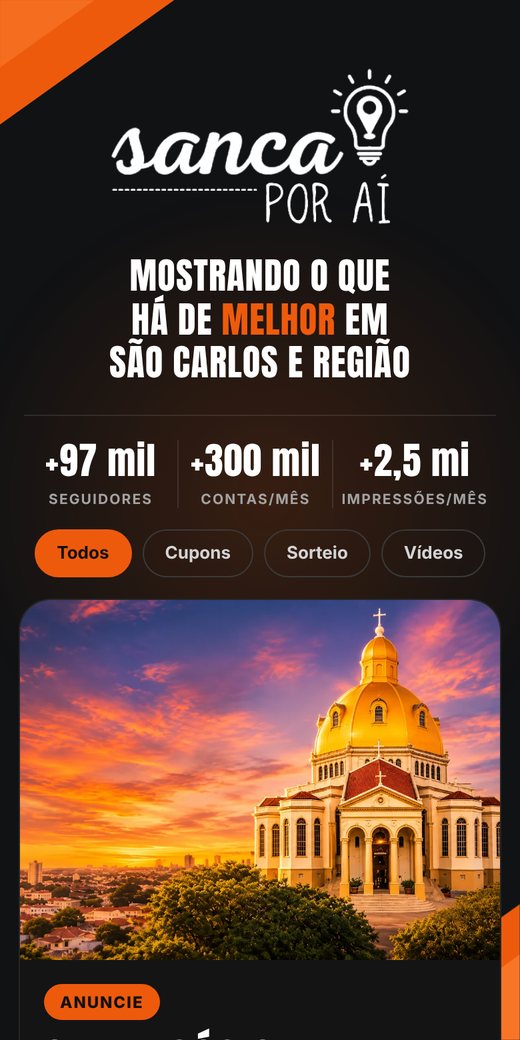 sanca
POR AÍ
MOSTRANDO O QUE
HÁ DE MELHOR EM
SÃO CARLOS E REGIÃO
+97 mil
SEGUIDORES
+300 mil
CONTAS/MÊS
+2,5 mi
IMPRESSÕES/MÊS
Todos
Cupons
Sorteio
Vídeos
ANUNCIE